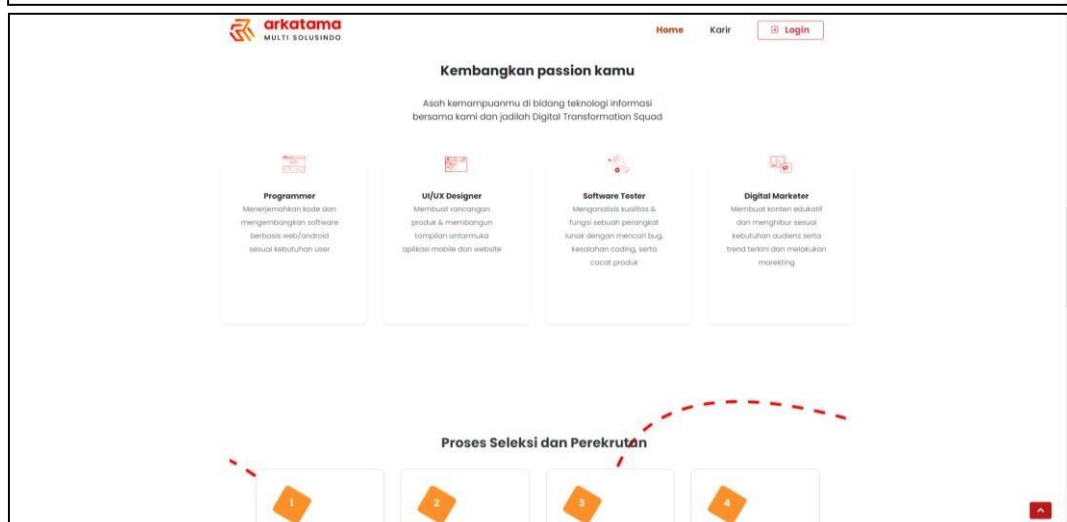 arkatama
MULTI SOLUSINDO
Home
Karir
Login
Kembangkan passion kamu
Asah kemampuanmu di bidang teknologi informasi
bersama kami dan jadilah Digital Transformation Squad
Programmer
Menerjemahkan kode dan
mengembangkan software
berbasis web/android
sesuai kebutuhan user
UI/UX Designer
Membuat rancangan
produk & membangun
tampilan antarmuka
aplikasi mobile dan website
Software Tester
Menganalisis kualitas &
fungsi sebuah perangkat
lunak dengan mencari bug,
kesalahan coding, serta
cacat produk
Digital Marketer
Membuat konten edukatif
dan menghibur sesuai
kebutuhan audiens serta
trend terkini dan melakukan
marekting
Proses Seleksi dan Perekrutan
1
2
3
4